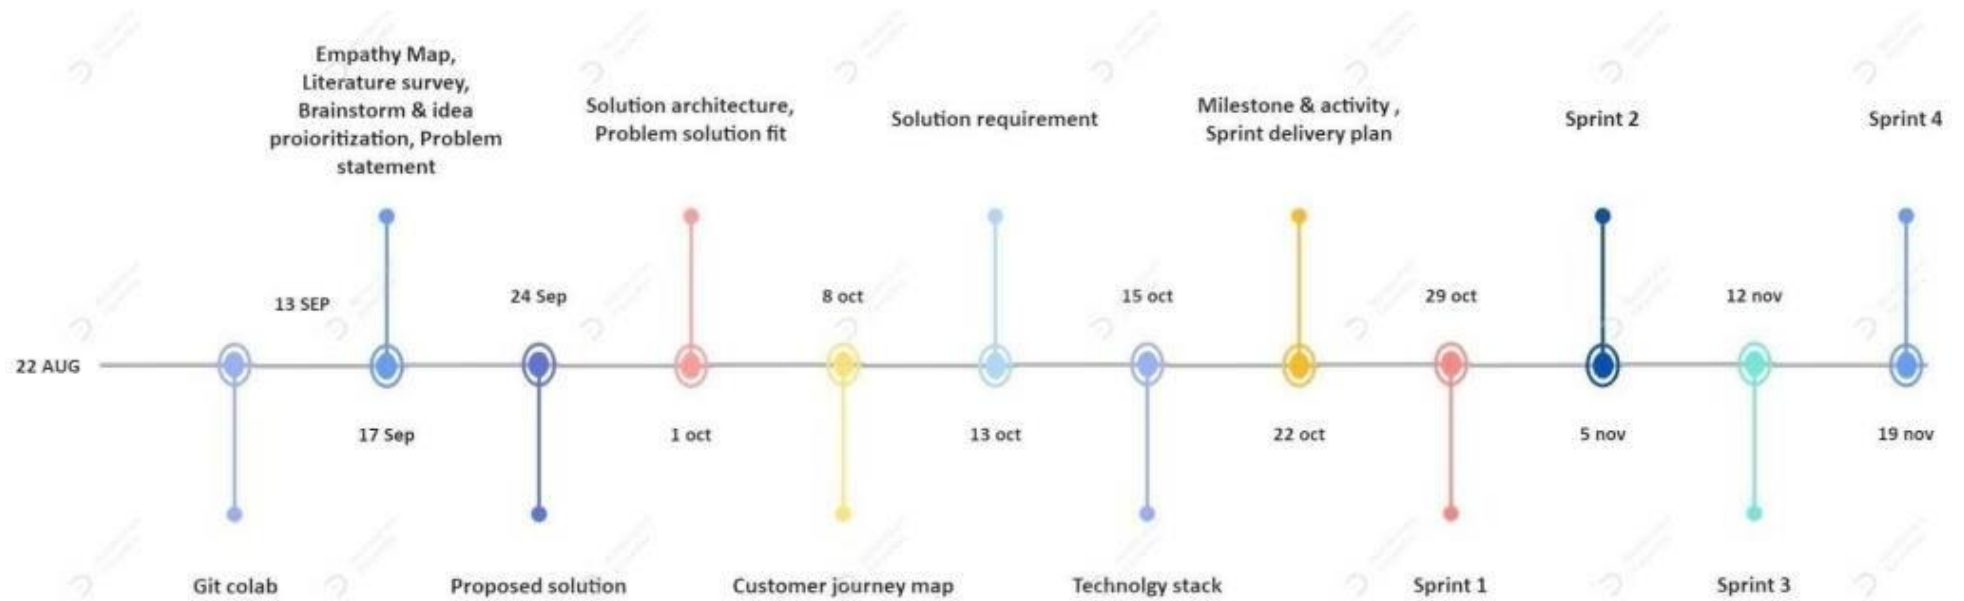 Empathy Map,
Literature survey,
Brainstorm & idea
proioritization, Problem
statement
Solution architecture,
Problem solution fit
Solution requirement
Milestone & activity ,
Sprint delivery plan
Sprint 2
Sprint 4
13 SEP
24 Sep
8 oct
15 oct
29 oct
12 nov
22 AUG
17 Sep
1 oct
13 oct
22 oct
5 nov
19 nov
Git colab
Proposed solution
Customer journey map
Technolgy stack
Sprint 1
Sprint 3